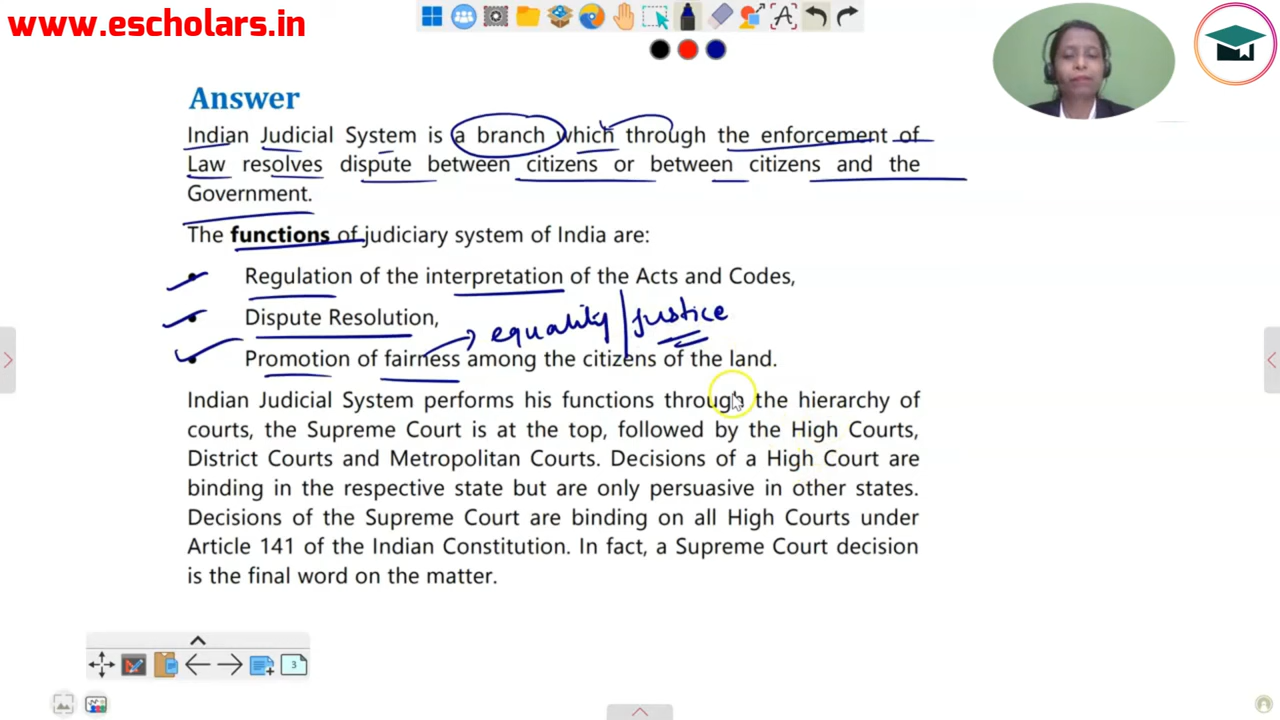 www.escholars.in
Answer
Indian Judicial System is a branch which through the enforcement of
Law resolves dispute between citizens or between citizens and the
Government.
The functions of judiciary system of India are:
• Regulation of the interpretation of the Acts and Codes,
• Dispute Resolution,
equality | justice
• Promotion of fairness among the citizens of the land.
Indian Judicial System performs his functions through the hierarchy of
courts, the Supreme Court is at the top, followed by the High Courts,
District Courts and Metropolitan Courts. Decisions of a High Court are
binding in the respective state but are only persuasive in other states.
Decisions of the Supreme Court are binding on all High Courts under
Article 141 of the Indian Constitution. In fact, a Supreme Court decision
is the final word on the matter.
3